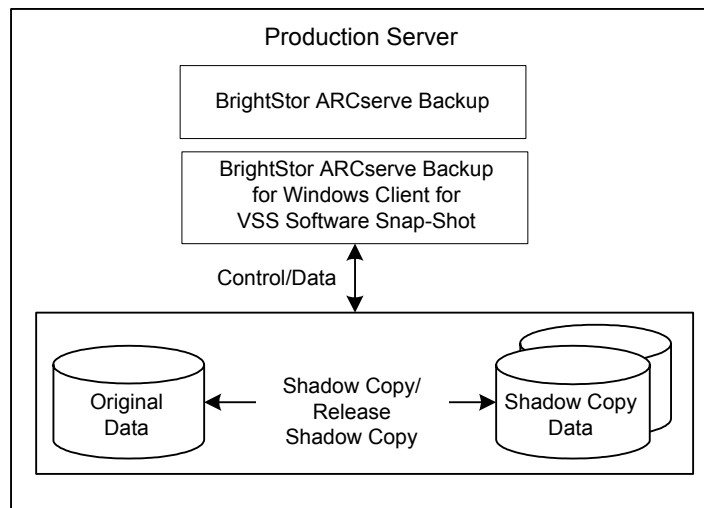 Production Server
BrightStor ARCserve Backup
BrightStor ARCserve Backup
for Windows Client for
VSS Software Snap-Shot
Control/Data
Original
Data
Shadow Copy/
Release
Shadow Copy
Shadow Copy
Data